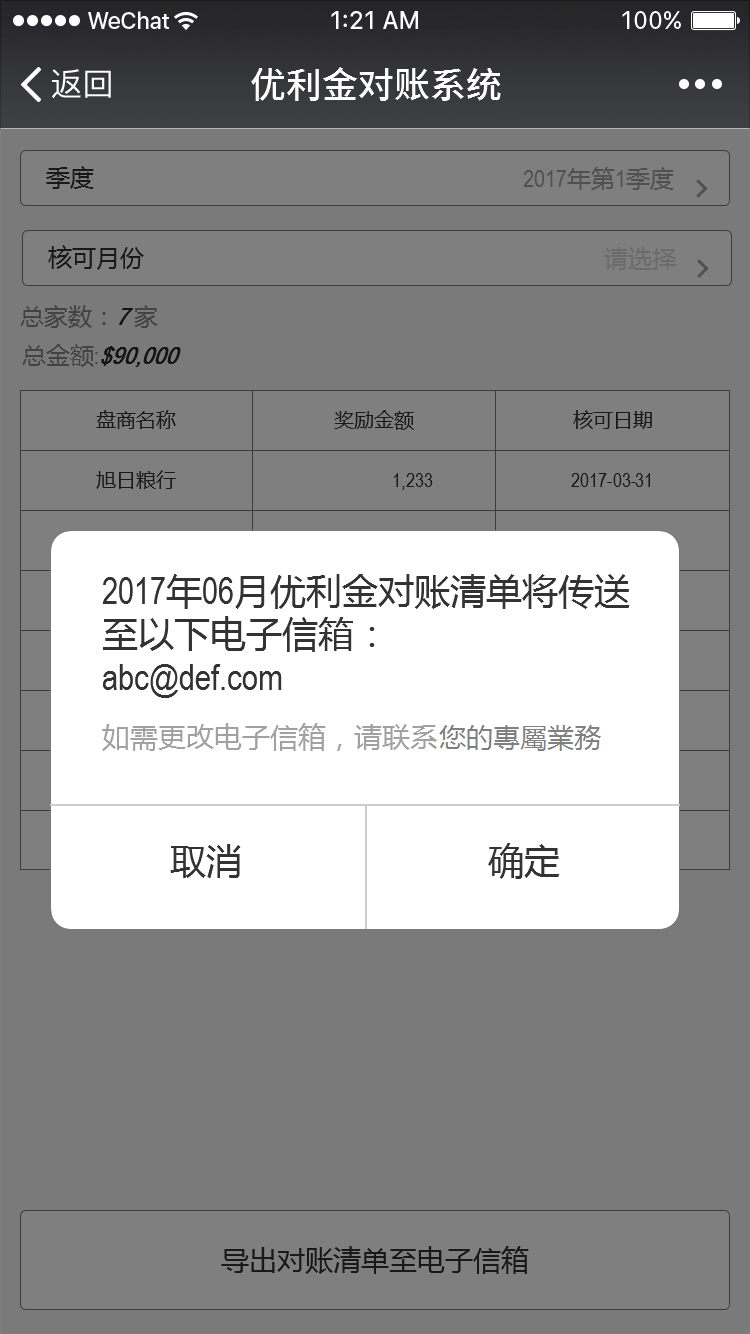 WeChat 1:21 AM 100%
返回 优利金对账系统
季度 2017年第1季度
核可月份 请选择
总家数：7家
总金额:$90,000
盘商名称 奖励金额 核可日期
旭日粮行 1,233 2017-03-31
2017年06月优利金对账清单将传送
至以下电子信箱：
abc@def.com
如需更改电子信箱，请联系您的專屬業務
取消 确定
导出对账清单至电子信箱